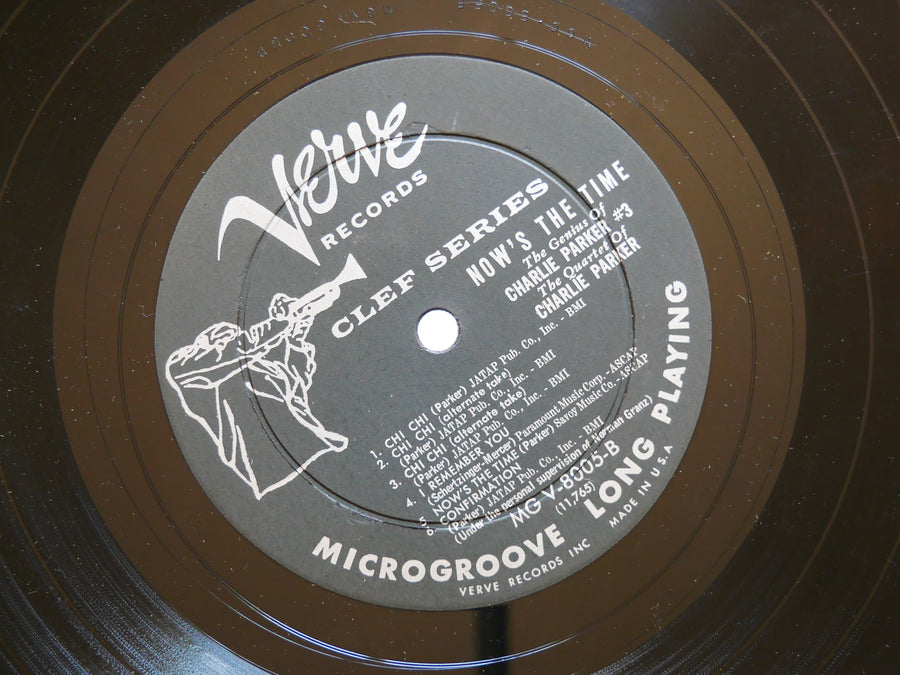 Verve
RECORDS
CLEF SERIES
NOW'S THE TIME
The Genius Of
CHARLIE PARKER #3
The Quartet Of
CHARLIE PARKER
1. CHI CHI (Parker) JATAP Pub. Co., Inc. - BMI
2. CHI CHI (alternate take)
(Parker) JATAP Pub. Co., Inc. - BMI
3. CHI CHI (alternate take)
(Parker) JATAP Pub. Co., Inc. - BMI
4. I REMEMBER YOU
(Schertzinger-Mercer) Paramount Music Corp. - ASCAP
5. NOW'S THE TIME (Parker) Savoy Music Co. - ASCAP
6. CONFIRMATION
(Parker) JATAP Pub. Co., Inc. - BMI
(Under the personal supervision of Norman Granz)
MG V-8005-B
(11,765)
MICROGROOVE LONG PLAYING
VERVE RECORDS INC MADE IN U.S.A